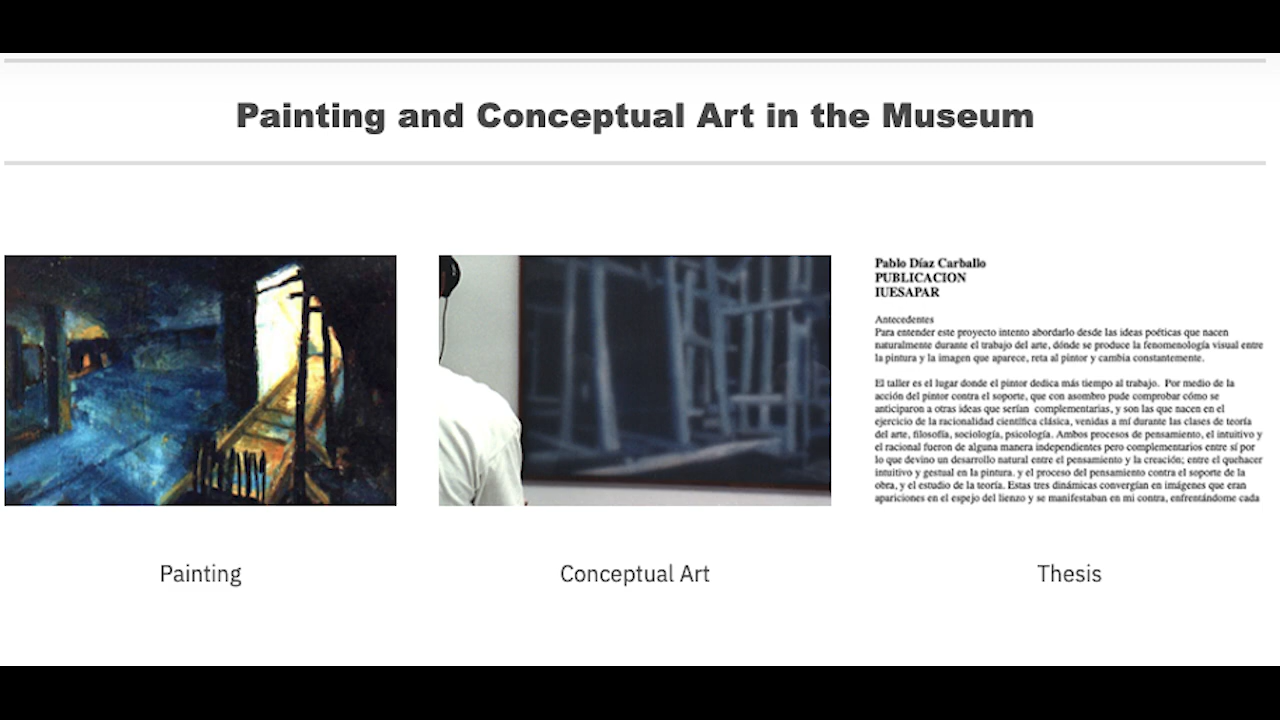 Painting and Conceptual Art in the Museum
Pablo Díaz Carballo
PUBLICACION
IUESAPAR
Antecedentes
Para entender este proyecto intento abordarlo desde las ideas poéticas que nacen
naturalmente durante el trabajo del arte, dónde se produce la fenomenología visual entre
la pintura y la imagen que aparece, reta al pintor y cambia constantemente.
El taller es el lugar donde el pintor dedica más tiempo al trabajo. Por medio de la
acción del pintor contra el soporte, que con asombro pude comprobar cómo se
anticiparon a otras ideas que serían complementarias, y son las que nacen en el
ejercicio de la racionalidad científica clásica, venidas a mí durante las clases de teoría
del arte, filosofía, sociología, psicología. Ambos procesos de pensamiento, el intuitivo y
el racional fueron de alguna manera independientes pero complementarios entre sí por
lo que devino un desarrollo natural entre el pensamiento y la creación; entre el quehacer
intuitivo y gestual en la pintura. y el proceso del pensamiento contra el soporte de la
obra, y el estudio de la teoría. Estas tres dinámicas convergían en imágenes que eran
apariciones en el espejo del lienzo y se manifestaban en mi contra, enfrentándome cada
Painting
Conceptual Art
Thesis